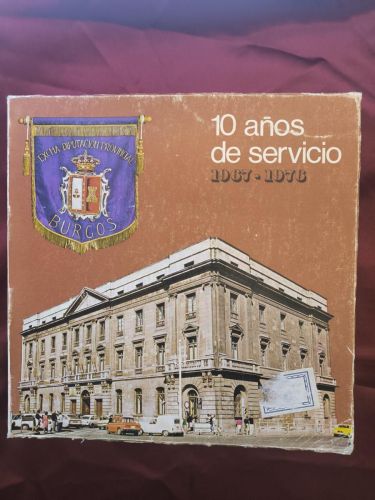 10 años
de servicio
1967-1976
EXCMA DIPUTACION PROVINCIAL
BURGOS